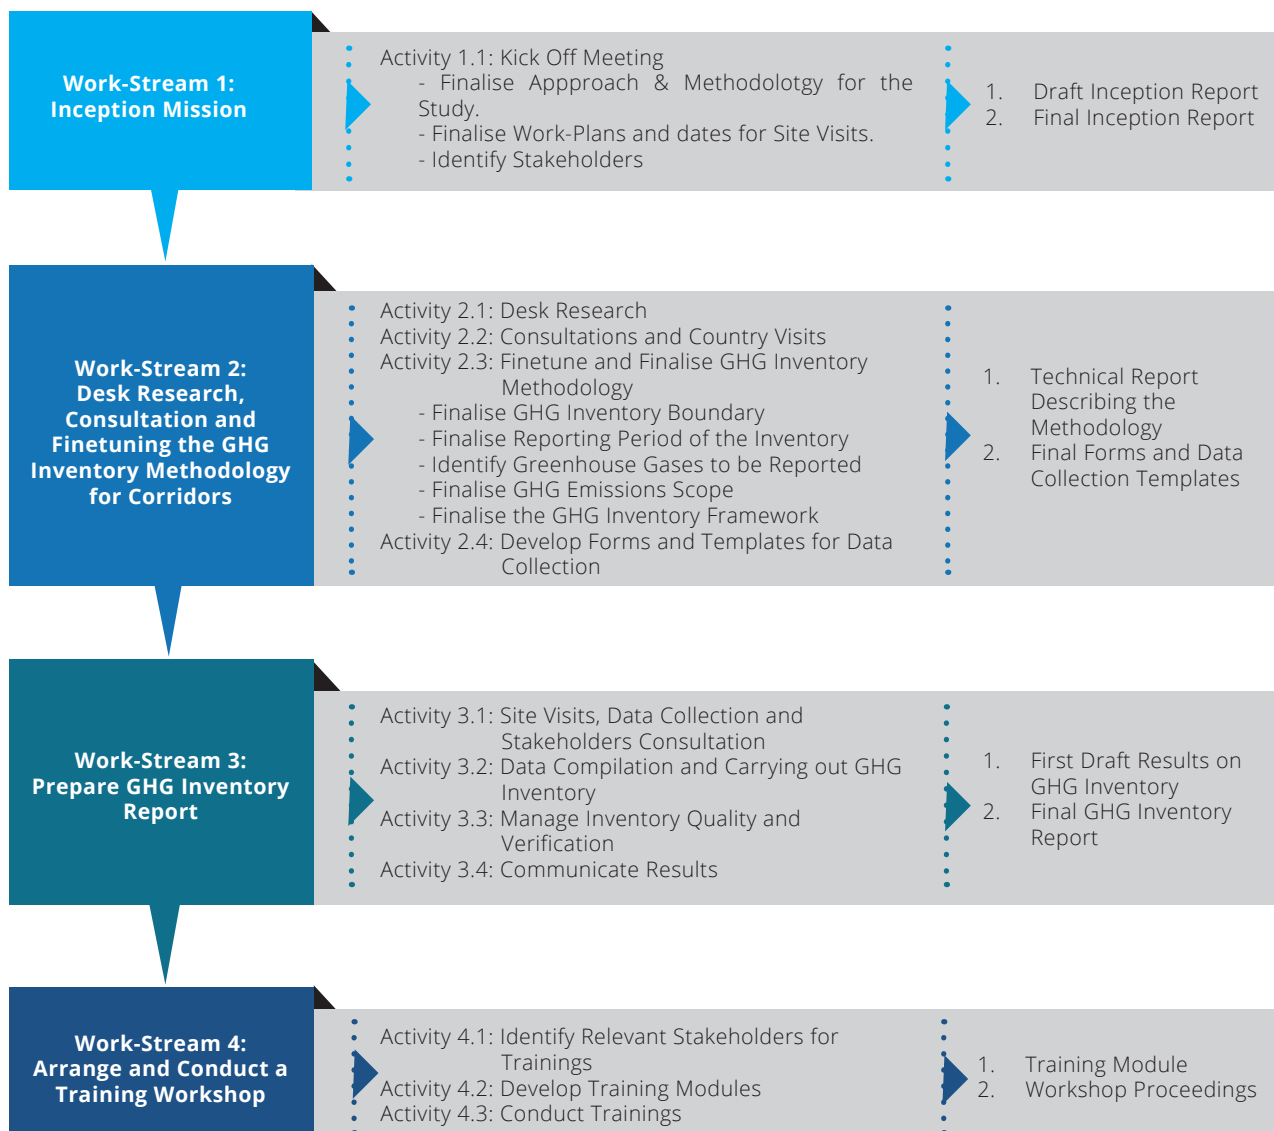 Work-Stream 1:
Inception Mission
Activity 1.1: Kick Off Meeting
- Finalise Appproach & Methodolotgy for the
Study.
- Finalise Work-Plans and dates for Site Visits.
- Identify Stakeholders
1. Draft Inception Report
2. Final Inception Report
Work-Stream 2:
Desk Research,
Consultation and
Finetuning the GHG
Inventory Methodology
for Corridors
Activity 2.1: Desk Research
Activity 2.2: Consultations and Country Visits
Activity 2.3: Finetune and Finalise GHG Inventory
Methodology
- Finalise GHG Inventory Boundary
- Finalise Reporting Period of the Inventory
- Identify Greenhouse Gases to be Reported
- Finalise GHG Emissions Scope
- Finalise the GHG Inventory Framework
Activity 2.4: Develop Forms and Templates for Data
Collection
1. Technical Report
Describing the
Methodology
2. Final Forms and Data
Collection Templates
Work-Stream 3:
Prepare GHG Inventory
Report
Activity 3.1: Site Visits, Data Collection and
Stakeholders Consultation
Activity 3.2: Data Compilation and Carrying out GHG
Inventory
Activity 3.3: Manage Inventory Quality and
Verification
Activity 3.4: Communicate Results
1. First Draft Results on
GHG Inventory
2. Final GHG Inventory
Report
Work-Stream 4:
Arrange and Conduct a
Training Workshop
Activity 4.1: Identify Relevant Stakeholders for
Trainings
Activity 4.2: Develop Training Modules
Activity 4.3: Conduct Trainings
1. Training Module
2. Workshop Proceedings